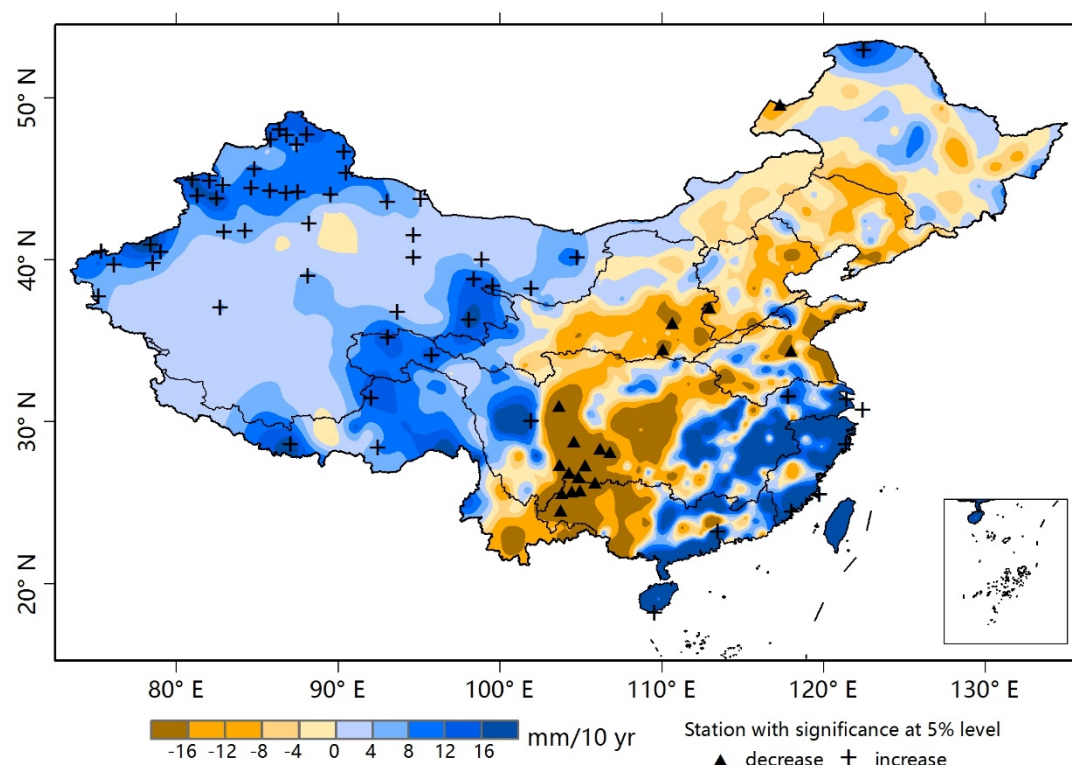 50° N
40° N
30° N
20° N
80° E 90° E 100° E 110° E 120° E 130° E
-16 -12 -8 -4 0 4 8 12 16 mm/10 yr
Station with significance at 5% level
▲ decrease + increase